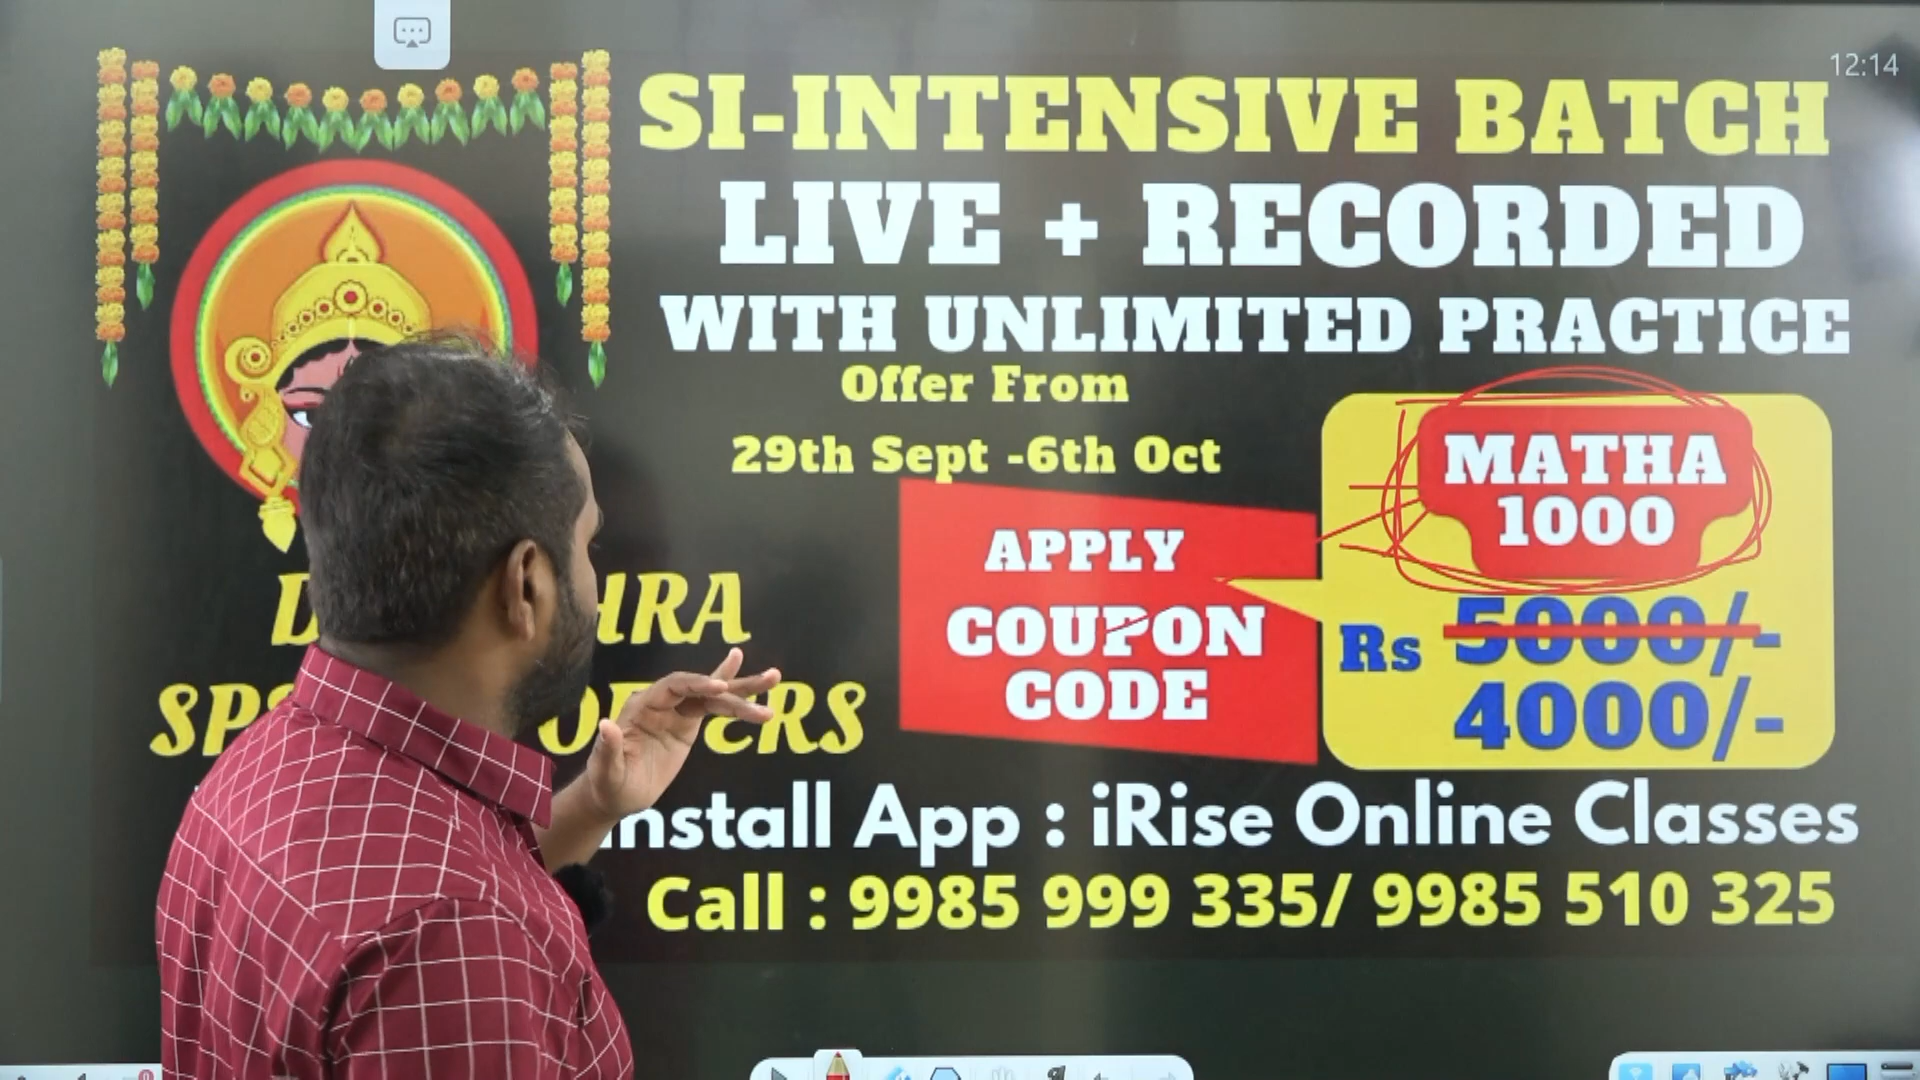 12:14
SI-INTENSIVE BATCH
LIVE + RECORDED
WITH UNLIMITED PRACTICE
Offer From
29th Sept -6th Oct
MATHA
1000
APPLY
COUPON
CODE
Rs 5000/-
4000/-
Install App : iRise Online Classes
Call : 9985 999 335/ 9985 510 325